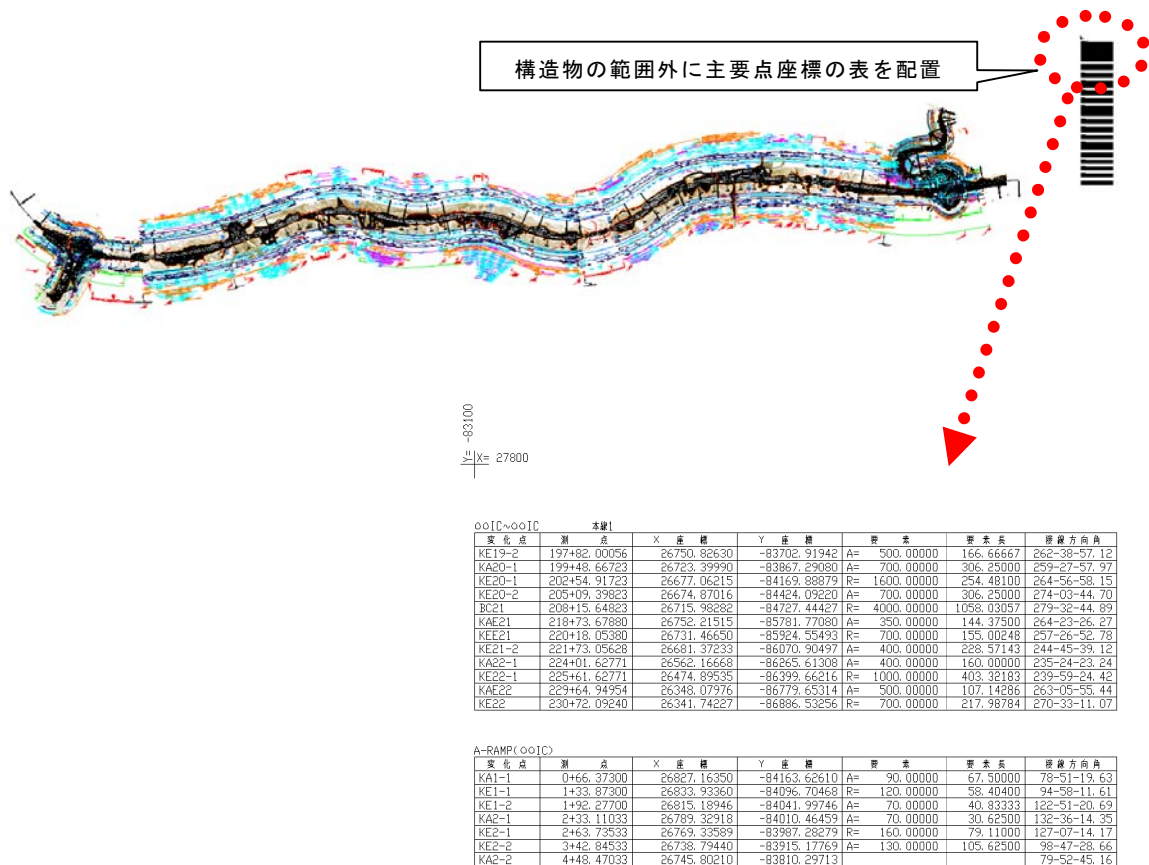 構造物の範囲外に主要点座標の表を配置
Y= -83100
X= 27800
○○IC~○○IC 本線1
変化点 測点 X座標 Y座標 要素 要素長 接線方向角
KE19-2 197+82.00056 26750.82630 -83702.91942 A= 500.00000 166.66667 262-38-57.12
KA20-1 199+48.66723 26723.39990 -83867.29080 A= 700.00000 306.25000 259-27-57.97
KE20-1 202+54.91723 26677.06215 -84169.88879 R= 1600.00000 254.48100 264-56-58.15
KE20-2 205+09.39823 26674.87016 -84424.09220 A= 700.00000 306.25000 274-03-44.70
BC21 208+15.64823 26715.98282 -84727.44427 R= 4000.00000 1058.03057 279-32-44.89
KAE21 218+73.67880 26752.21515 -85781.77080 A= 350.00000 144.37500 264-23-26.27
KEE21 220+18.05380 26731.46650 -85924.55493 R= 700.00000 155.00248 257-26-52.78
KE21-2 221+73.05628 26681.37233 -86070.90497 A= 400.00000 228.57143 244-45-39.12
KA22-1 224+01.62771 26562.16668 -86265.61308 A= 400.00000 160.00000 235-24-23.24
KE22-1 225+61.62771 26474.89535 -86399.66216 R= 1000.00000 403.32183 239-59-24.42
KAE22 229+64.94954 26348.07976 -86779.65314 A= 500.00000 107.14286 263-05-55.44
KE22 230+72.09240 26341.74227 -86886.53256 R= 700.00000 217.98784 270-33-11.07
A-RAMP(○○IC)
変化点 測点 X座標 Y座標 要素 要素長 接線方向角
KA1-1 0+66.37300 26827.16350 -84163.62610 A= 90.00000 67.50000 78-51-19.63
KE1-1 1+33.87300 26833.93360 -84096.70468 R= 120.00000 58.40400 94-58-11.61
KE1-2 1+92.27700 26815.18946 -84041.99746 A= 70.00000 40.83333 122-51-20.69
KA2-1 2+33.11033 26789.32918 -84010.46459 A= 70.00000 30.62500 132-36-14.35
KE2-1 2+63.73533 26769.33589 -83987.28279 R= 160.00000 79.11000 127-07-14.17
KE2-2 3+42.84533 26738.79440 -83915.17769 A= 130.00000 105.62500 98-47-28.66
KA2-2 4+48.47033 26745.80210 -83810.29713 79-52-45.16